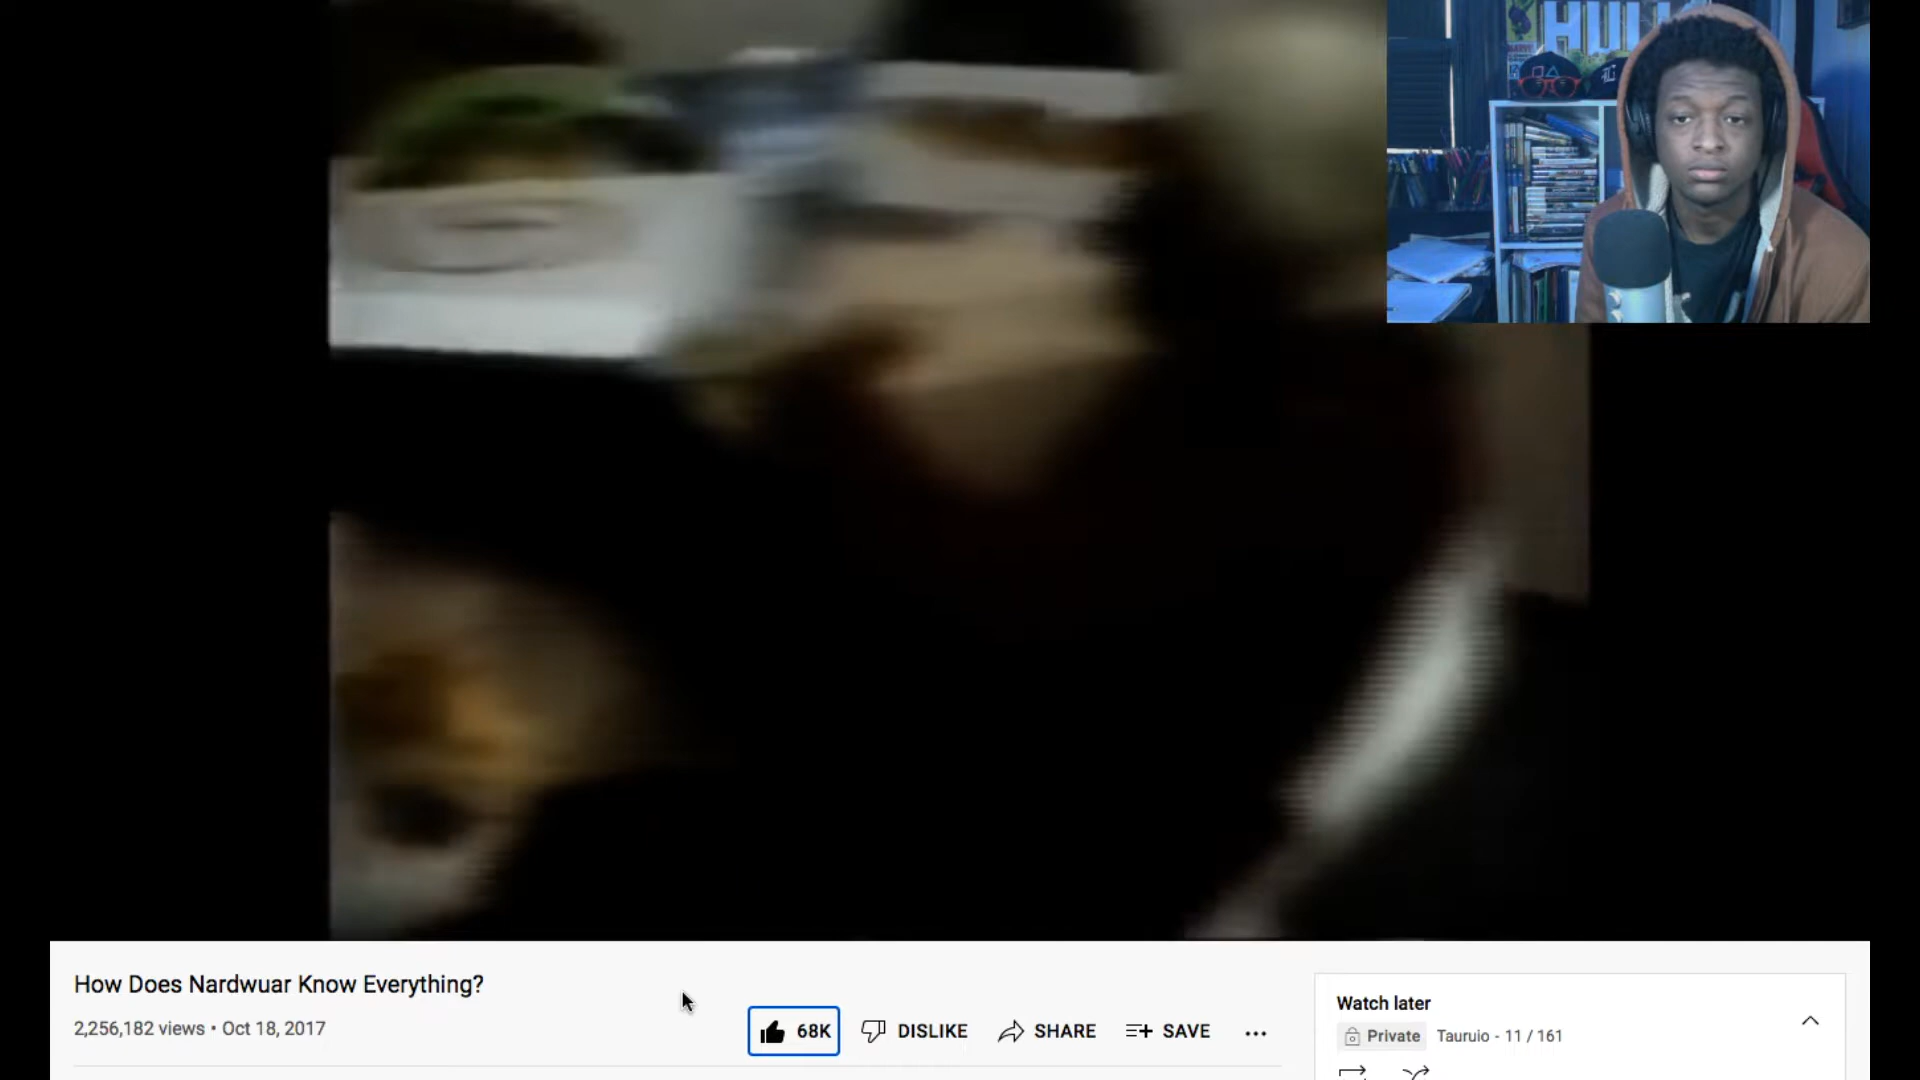 HULK
How Does Nardwuar Know Everything?
2,256,182 views • Oct 18, 2017
68K
DISLIKE
SHARE
SAVE
Watch later
Private
Tauruio - 11 / 161